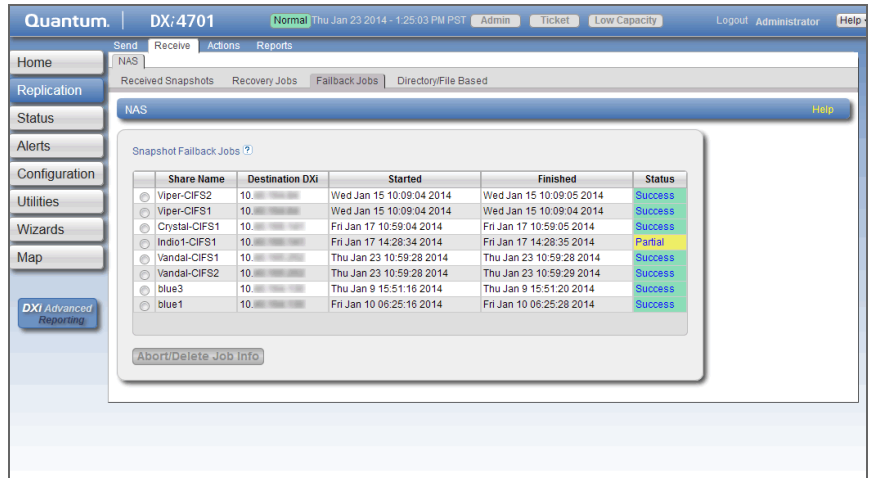 Quantum. DXi4701 Normal Thu Jan 23 2014 - 1:25:03 PM PST Admin Ticket Low Capacity Logout Administrator Help
Send Receive Actions Reports
Home
Replication
Status
Alerts
Configuration
Utilities
Wizards
Map
DXI Advanced
Reporting
NAS
Received Snapshots Recovery Jobs Failback Jobs Directory/File Based
NAS Help
Snapshot Failback Jobs ?
Share Name Destination DXi Started Finished Status
Viper-CIFS2 10. Wed Jan 15 10:09:04 2014 Wed Jan 15 10:09:05 2014 Success
Viper-CIFS1 10. Wed Jan 15 10:09:04 2014 Wed Jan 15 10:09:04 2014 Success
Crystal-CIFS1 10. Fri Jan 17 10:59:04 2014 Fri Jan 17 10:59:05 2014 Success
Indio1-CIFS1 10. Fri Jan 17 14:28:34 2014 Fri Jan 17 14:28:35 2014 Partial
Vandal-CIFS1 10. Thu Jan 23 10:59:28 2014 Thu Jan 23 10:59:28 2014 Success
Vandal-CIFS2 10. Thu Jan 23 10:59:28 2014 Thu Jan 23 10:59:29 2014 Success
blue3 10. Thu Jan 9 15:51:16 2014 Thu Jan 9 15:51:20 2014 Success
blue1 10. Fri Jan 10 06:25:16 2014 Fri Jan 10 06:25:28 2014 Success
Abort/Delete Job Info